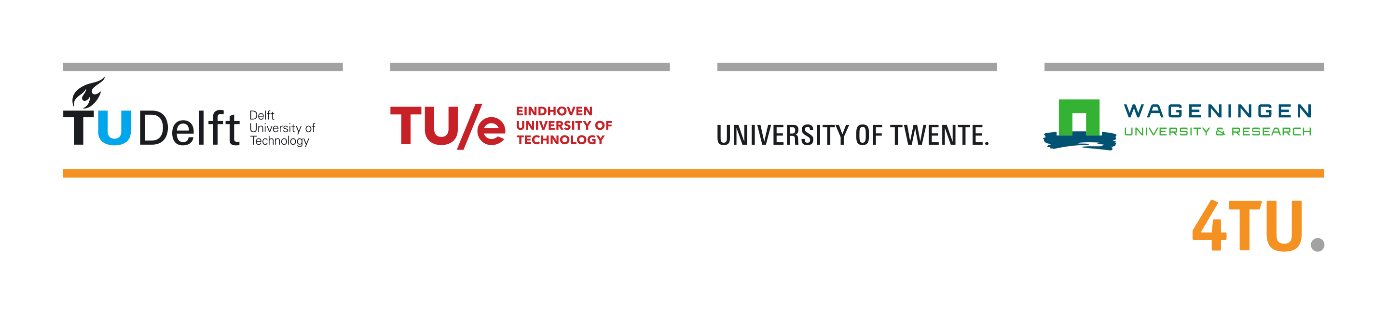 TUDelft
Delft
University of
Technology
TU/e
EINDHOVEN
UNIVERSITY OF
TECHNOLOGY
UNIVERSITY OF TWENTE.
WAGENINGEN
UNIVERSITY & RESEARCH
4TU.